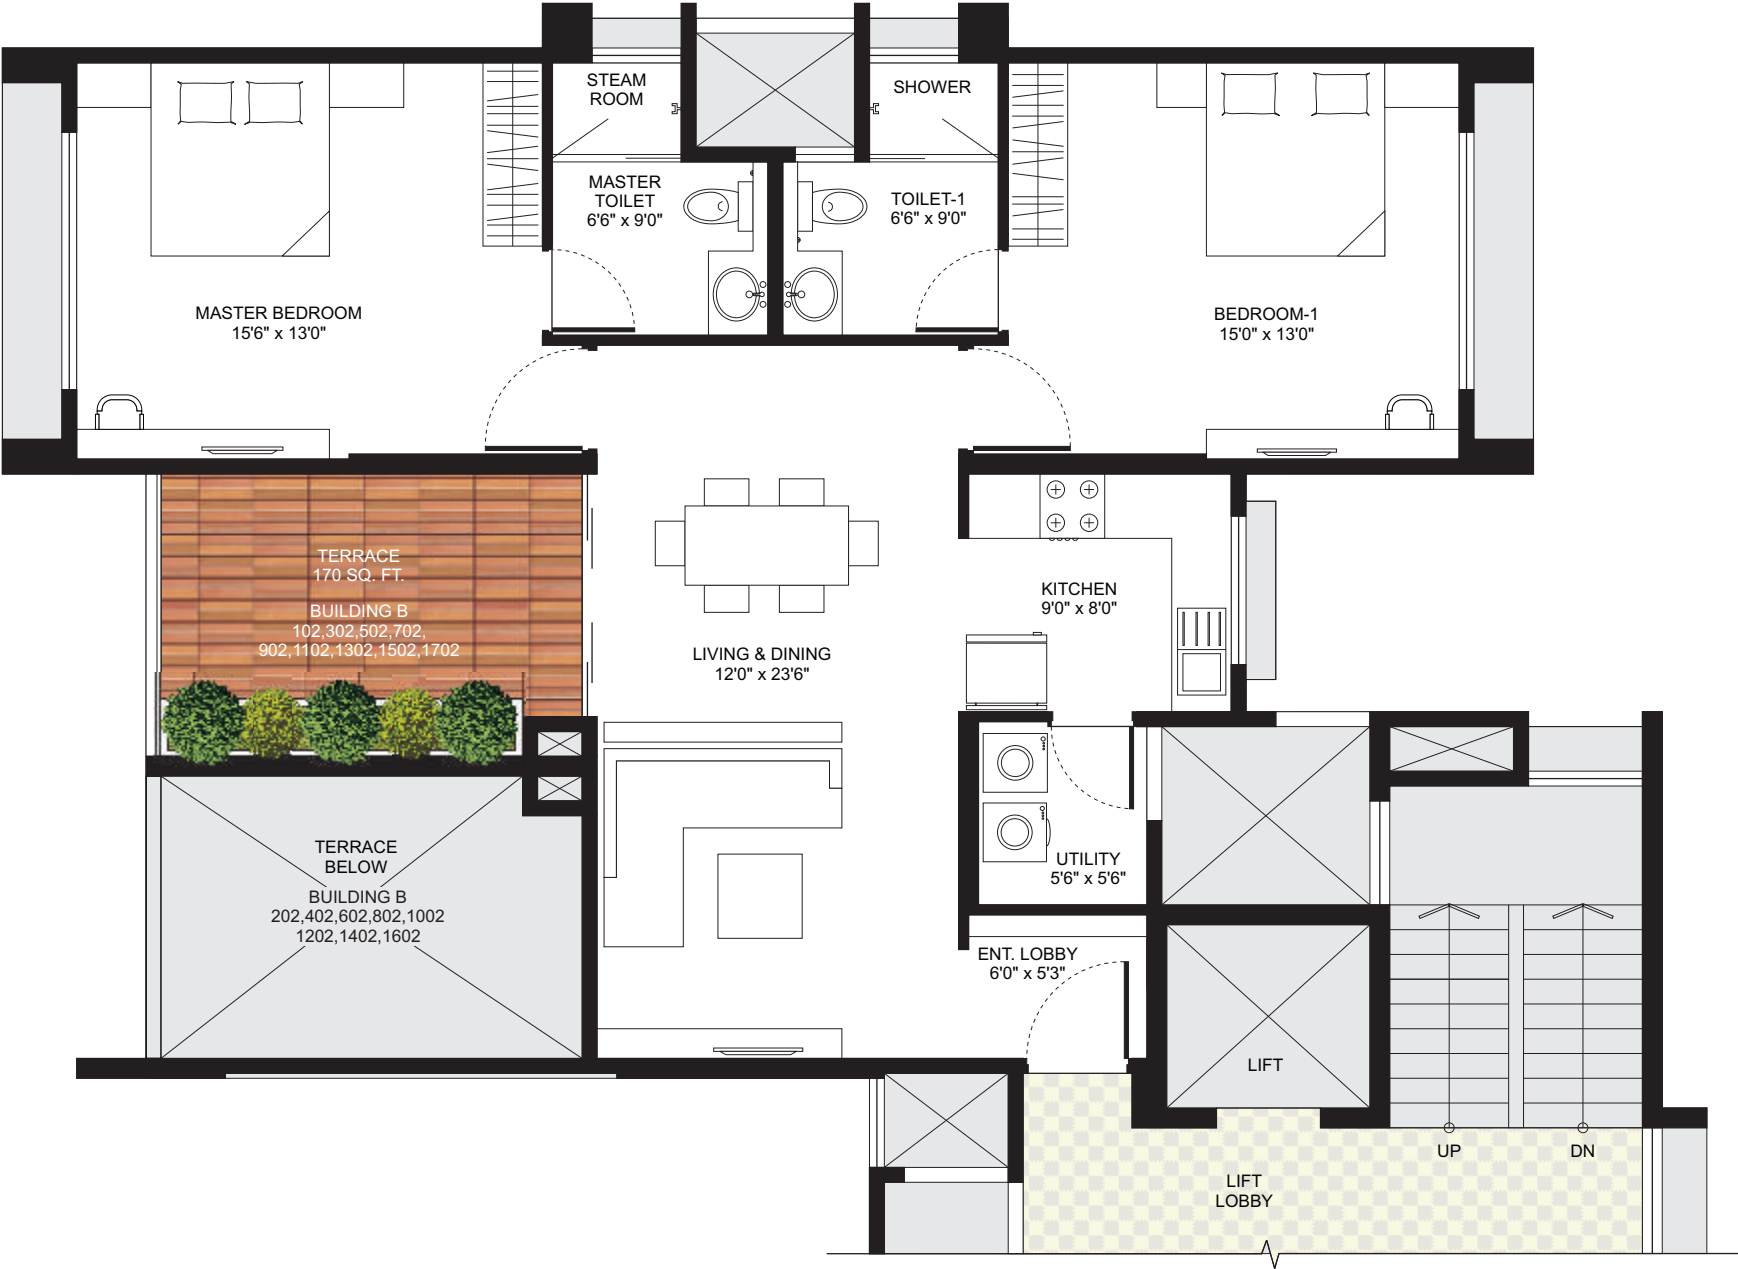 STEAM
ROOM
SHOWER
MASTER
TOILET
6'6" x 9'0"
TOILET-1
6'6" x 9'0"
MASTER BEDROOM
15'6" x 13'0"
BEDROOM-1
15'0" x 13'0"
TERRACE
170 SQ. FT.
BUILDING B
102,302,502,702,
902,1102,1302,1502,1702
KITCHEN
9'0" x 8'0"
LIVING & DINING
12'0" x 23'6"
TERRACE
BELOW
BUILDING B
202,402,602,802,1002
1202,1402,1602
UTILITY
5'6" x 5'6"
ENT. LOBBY
6'0" x 5'3"
LIFT
UP
DN
LIFT
LOBBY